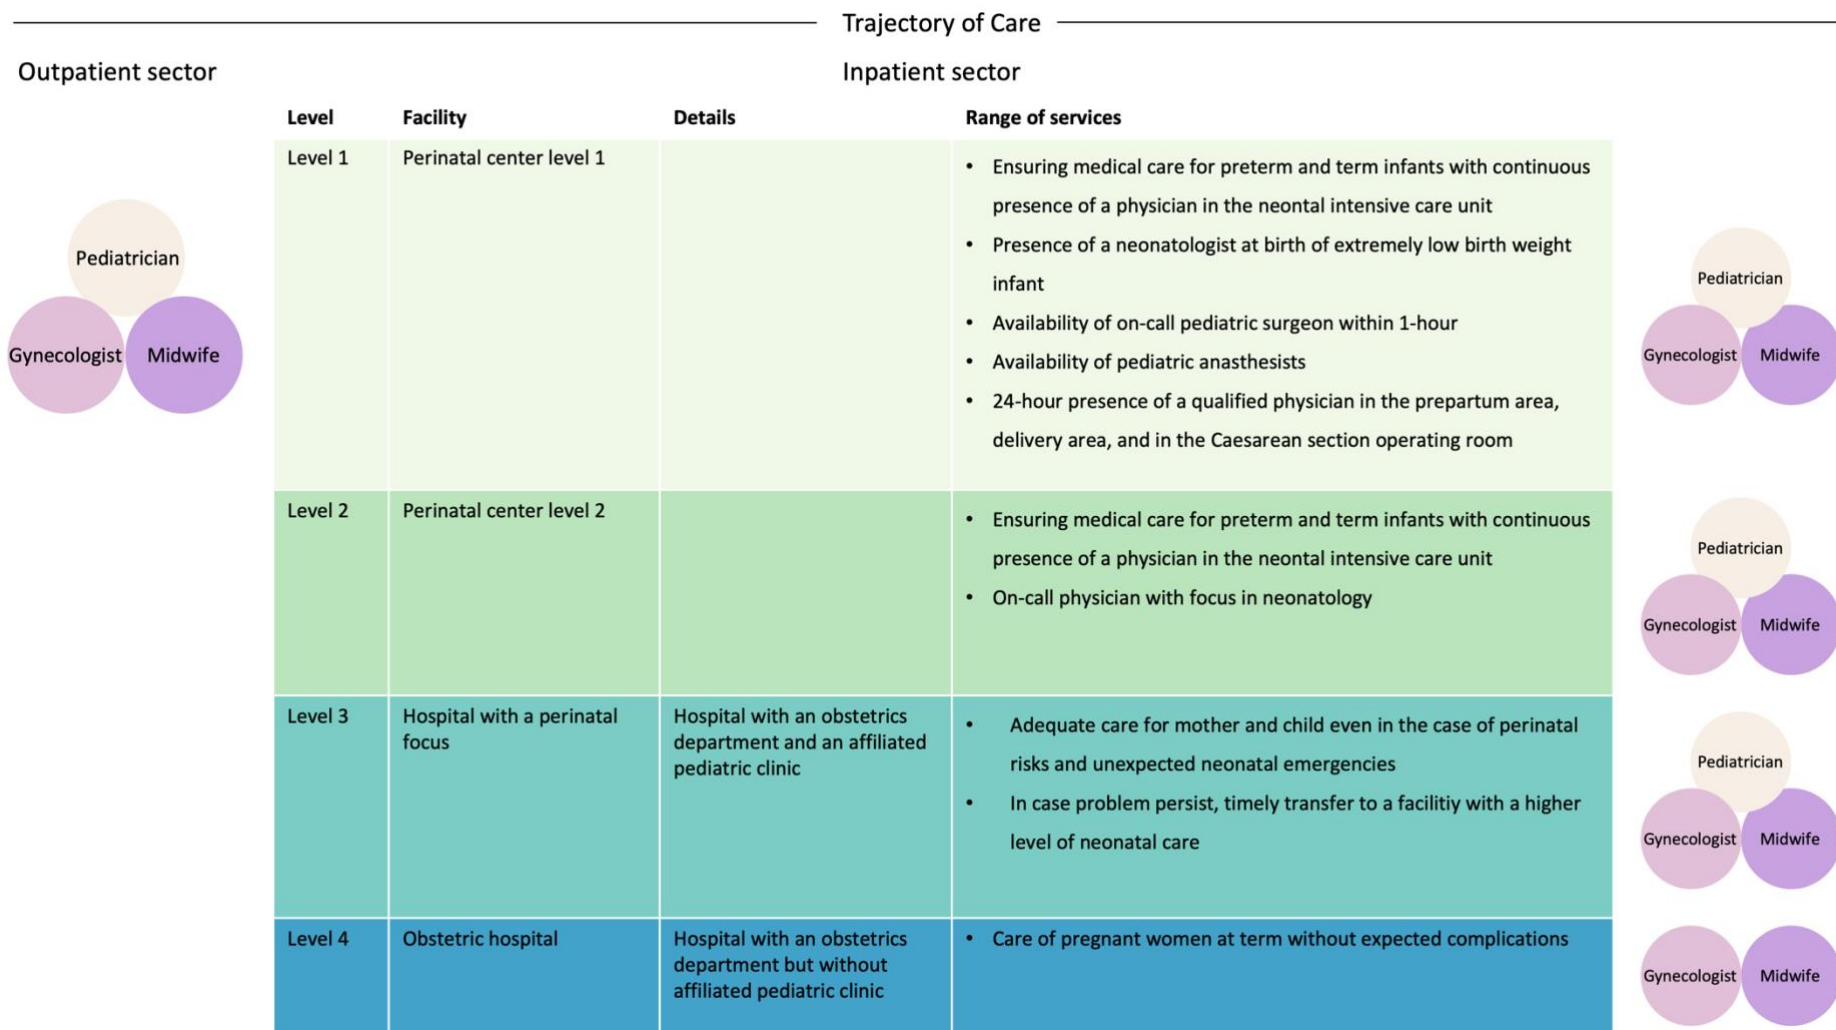 Trajectory of Care
Outpatient sector
Inpatient sector
Level Facility Details Range of services
Pediatrician
Gynecologist Midwife
Level 1
Perinatal center level 1
• Ensuring medical care for preterm and term infants with continuous
presence of a physician in the neontal intensive care unit
• Presence of a neonatologist at birth of extremely low birth weight
infant
• Availability of on-call pediatric surgeon within 1-hour
• Availability of pediatric anasthesists
• 24-hour presence of a qualified physician in the prepartum area,
delivery area, and in the Caesarean section operating room
Pediatrician
Gynecologist Midwife
Level 2
Perinatal center level 2
• Ensuring medical care for preterm and term infants with continuous
presence of a physician in the neontal intensive care unit
• On-call physician with focus in neonatology
Pediatrician
Gynecologist Midwife
Level 3
Hospital with a perinatal
focus
Hospital with an obstetrics
department and an affiliated
pediatric clinic
• Adequate care for mother and child even in the case of perinatal
risks and unexpected neonatal emergencies
• In case problem persist, timely transfer to a facilitiy with a higher
level of neonatal care
Pediatrician
Gynecologist Midwife
Level 4
Obstetric hospital
Hospital with an obstetrics
department but without
affiliated pediatric clinic
• Care of pregnant women at term without expected complications
Gynecologist Midwife